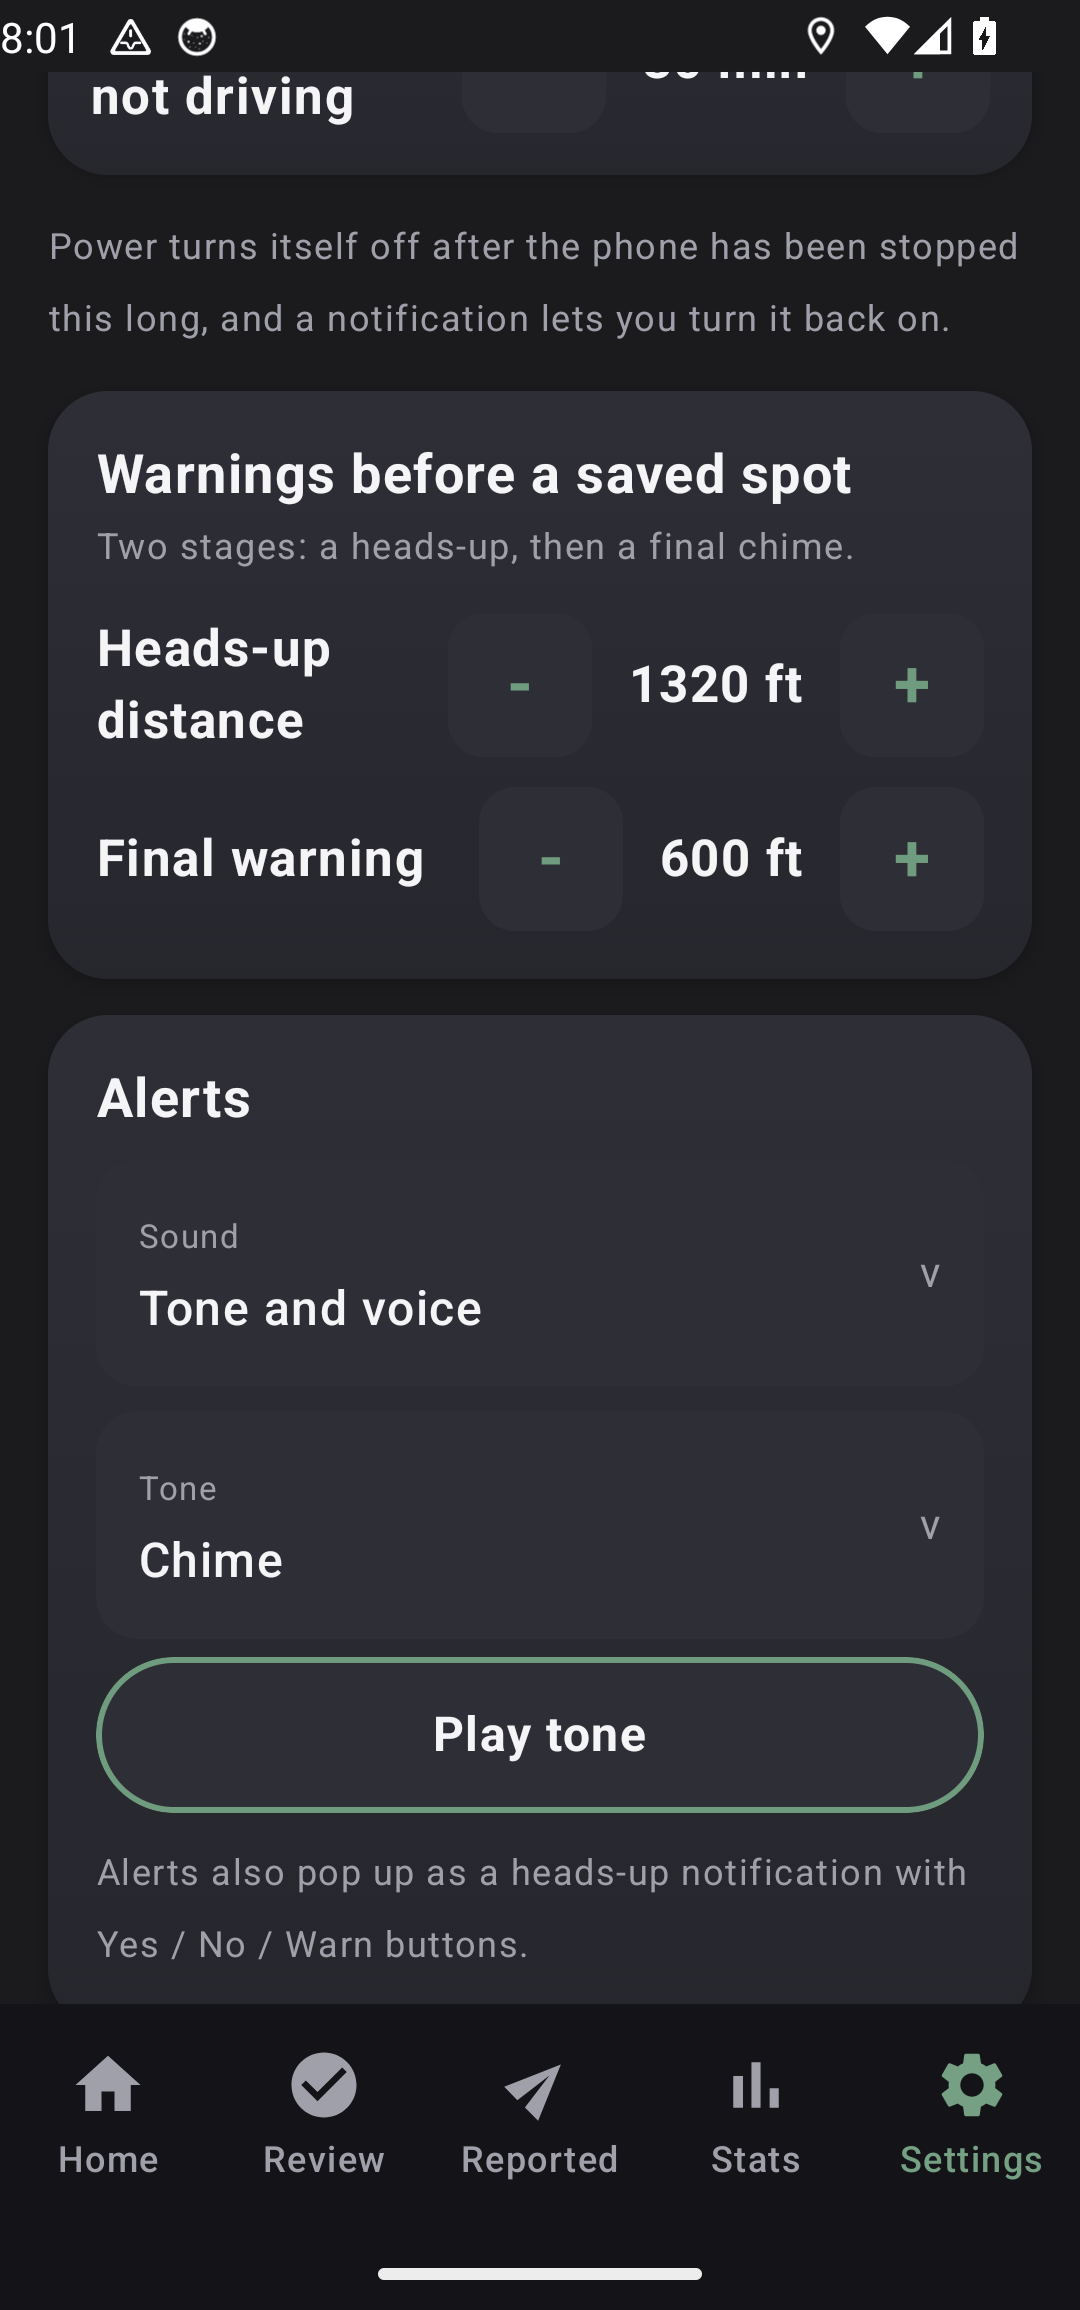 8:01
not driving
Power turns itself off after the phone has been stopped
this long, and a notification lets you turn it back on.
Warnings before a saved spot
Two stages: a heads-up, then a final chime.
Heads-up
distance
- 1320 ft +
Final warning - 600 ft +
Alerts
Sound
Tone and voice
v
Tone
Chime
v
Play tone
Alerts also pop up as a heads-up notification with
Yes / No / Warn buttons.
Home Review Reported Stats Settings